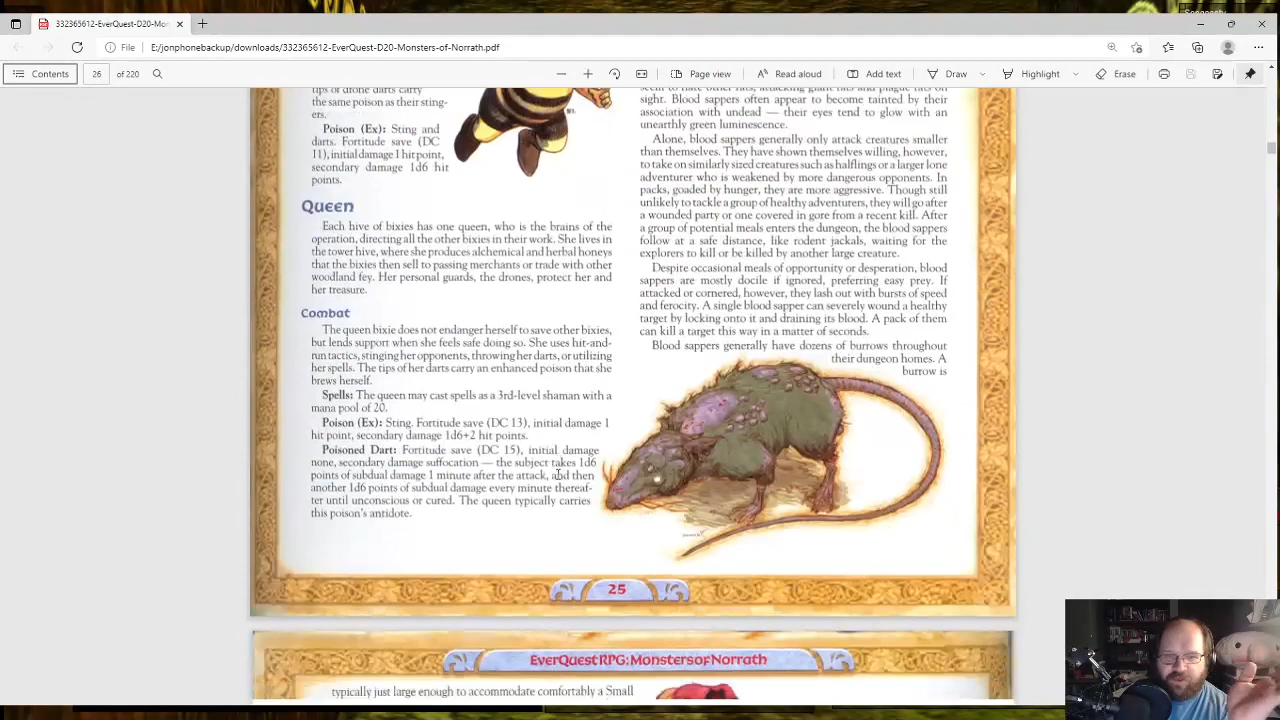 332365612-EverQuest-D20-Mon
File
E:/jonphonebackup/downloads/332365612-EverQuest-D20-Monsters-of-Norrath.pdf
Contents
26
of 220
Page view
Read aloud
Add text
Draw
Highlight
Erase
tips of drone darts carry
the same poison as their sting-
ers.
Poison (Ex): Sting and
darts. Fortitude save (DC
11), initial damage 1 hit point,
secondary damage 1d6 hit
points.
Queen
Each hive of bixies has one queen, who is the brains of the
operation, directing all the other bixies in their work. She lives in
the tower hive, where she produces alchemical and herbal honeys
that the bixies then sell to passing merchants or trade with other
woodland fey. Her personal guards, the drones, protect her and
her treasure.
Combat
The queen bixie does not endanger herself to save other bixies,
but lends support when she feels safe doing so. She uses hit-and-
run tactics, stinging her opponents, throwing her darts, or utilizing
her spells. The tips of her darts carry an enhanced poison that she
brews herself.
Spells: The queen may cast spells as a 3rd-level shaman with a
mana pool of 20.
Poison (Ex): Sting. Fortitude save (DC 13), initial damage 1
hit point, secondary damage 1d6+2 hit points.
Poisoned Dart: Fortitude save (DC 15), initial damage
none, secondary damage suffocation — the subject takes 1d6
points of subdual damage 1 minute after the attack, and then
another 1d6 points of subdual damage every minute thereaf-
ter until unconscious or cured. The queen typically carries
this poison's antidote.
seem to hate other rats, attacking giant rats and plague rats on
sight. Blood sappers often appear to become tainted by their
association with undead — their eyes tend to glow with an
unearthly green luminescence.
Alone, blood sappers generally only attack creatures smaller
than themselves. They have shown themselves willing, however,
to take on similarly sized creatures such as halflings or a larger lone
adventurer who is weakened by more dangerous opponents. In
packs, goaded by hunger, they are more aggressive. Though still
unlikely to tackle a group of healthy adventurers, they will go after
a wounded party or one covered in gore from a recent kill. After
a group of potential meals enters the dungeon, the blood sappers
follow at a safe distance, like rodent jackals, waiting for the
explorers to kill or be killed by another large creature.
Despite occasional meals of opportunity or desperation, blood
sappers are mostly docile if ignored, preferring easy prey. If
attacked or cornered, however, they lash out with bursts of speed
and ferocity. A single blood sapper can severely wound a healthy
target by locking onto it and draining its blood. A pack of them
can kill a target this way in a matter of seconds.
Blood sappers generally have dozens of burrows throughout
their dungeon homes. A
burrow is
25
EverQuest RPG: Monsters of Norrath
typically just large enough to accommodate comfortably a Small